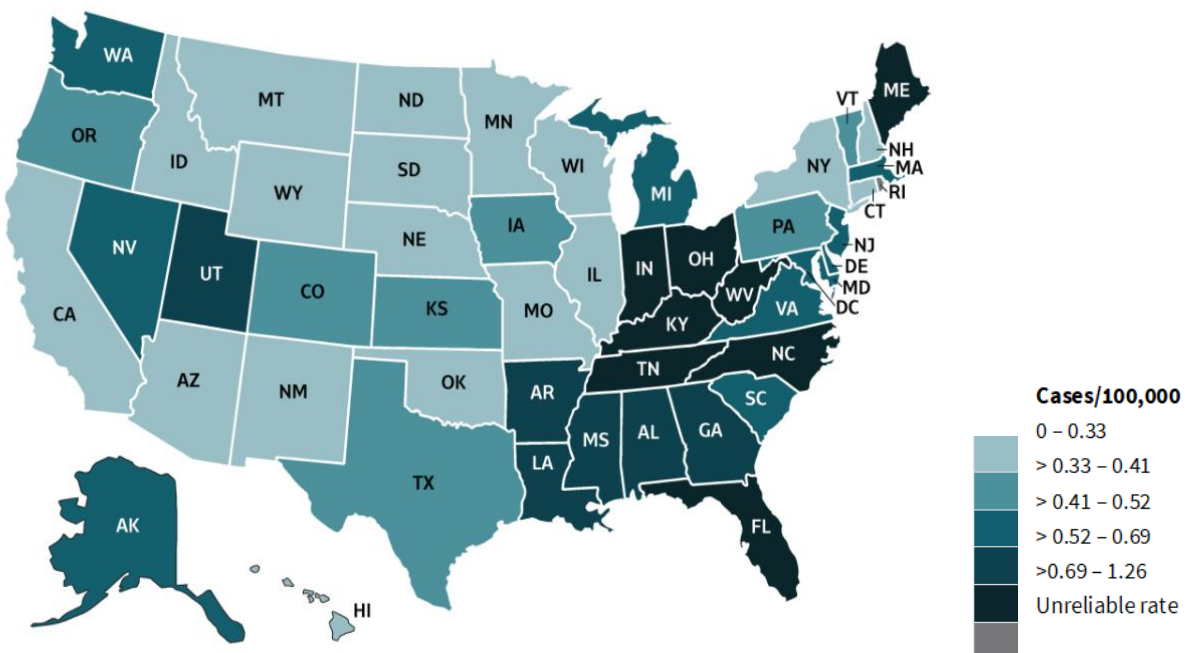 WA
MT
ND
MN
VT
ME
OR
ID
WY
SD
WI
MI
NY
NH
MA
RI
CT
NV
UT
CO
NE
IA
IL
IN
OH
PA
NJ
DE
MD
DC
CA
KS
MO
KY
WV
VA
AZ
NM
OK
AR
TN
NC
SC
TX
LA
MS
AL
GA
FL
AK
HI
Cases/100,000
0 – 0.33
> 0.33 – 0.41
> 0.41 – 0.52
> 0.52 – 0.69
>0.69 – 1.26
Unreliable rate